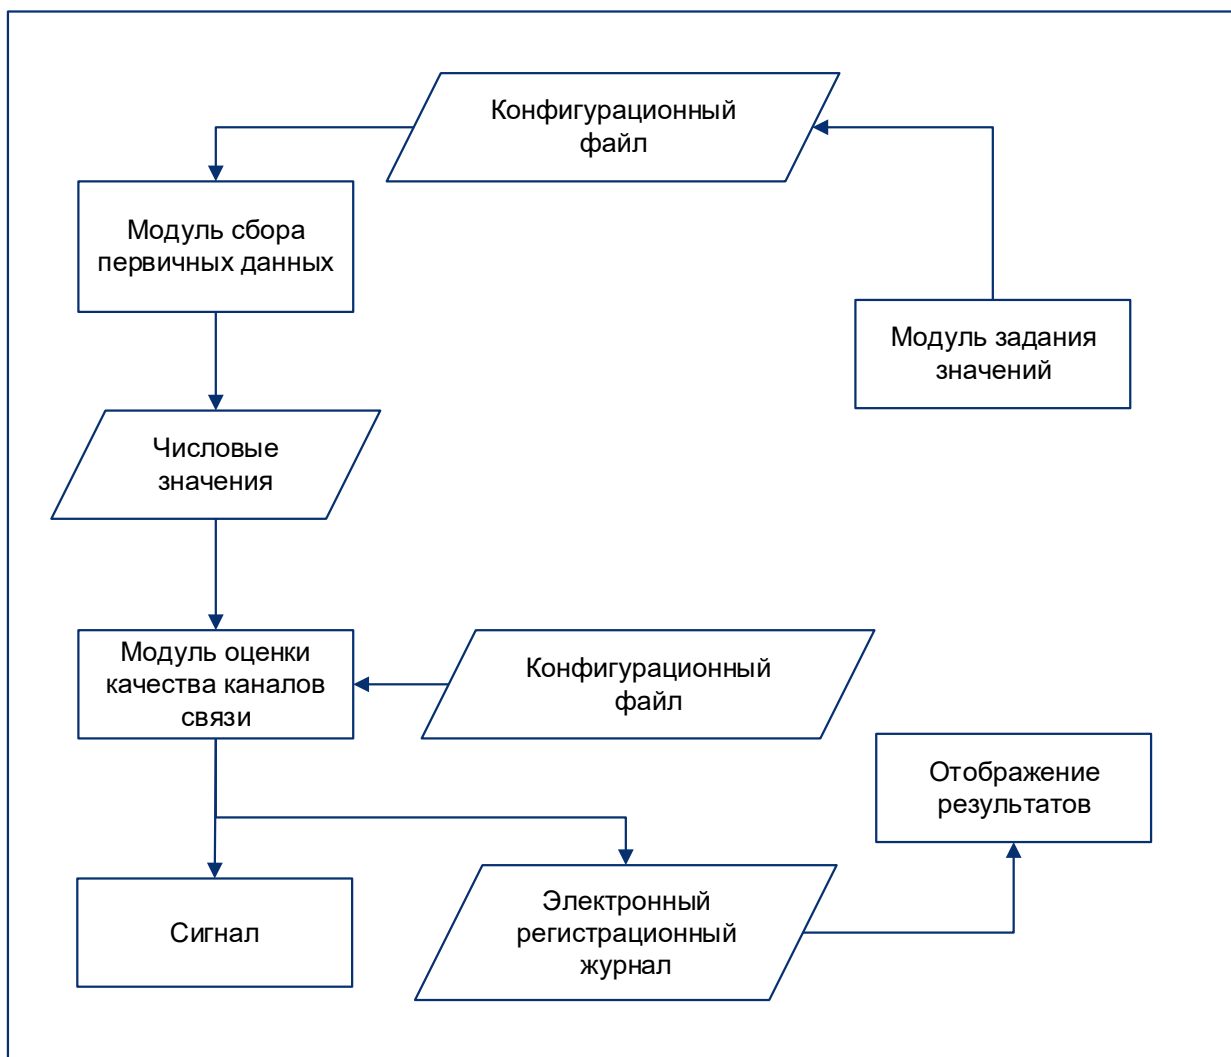 Конфигурационный
файл
Модуль сбора
первичных данных
Модуль задания
значений
Числовые
значения
Модуль оценки
качества каналов
связи
Конфигурационный
файл
Отображение
результатов
Сигнал
Электронный
регистрационный
журнал